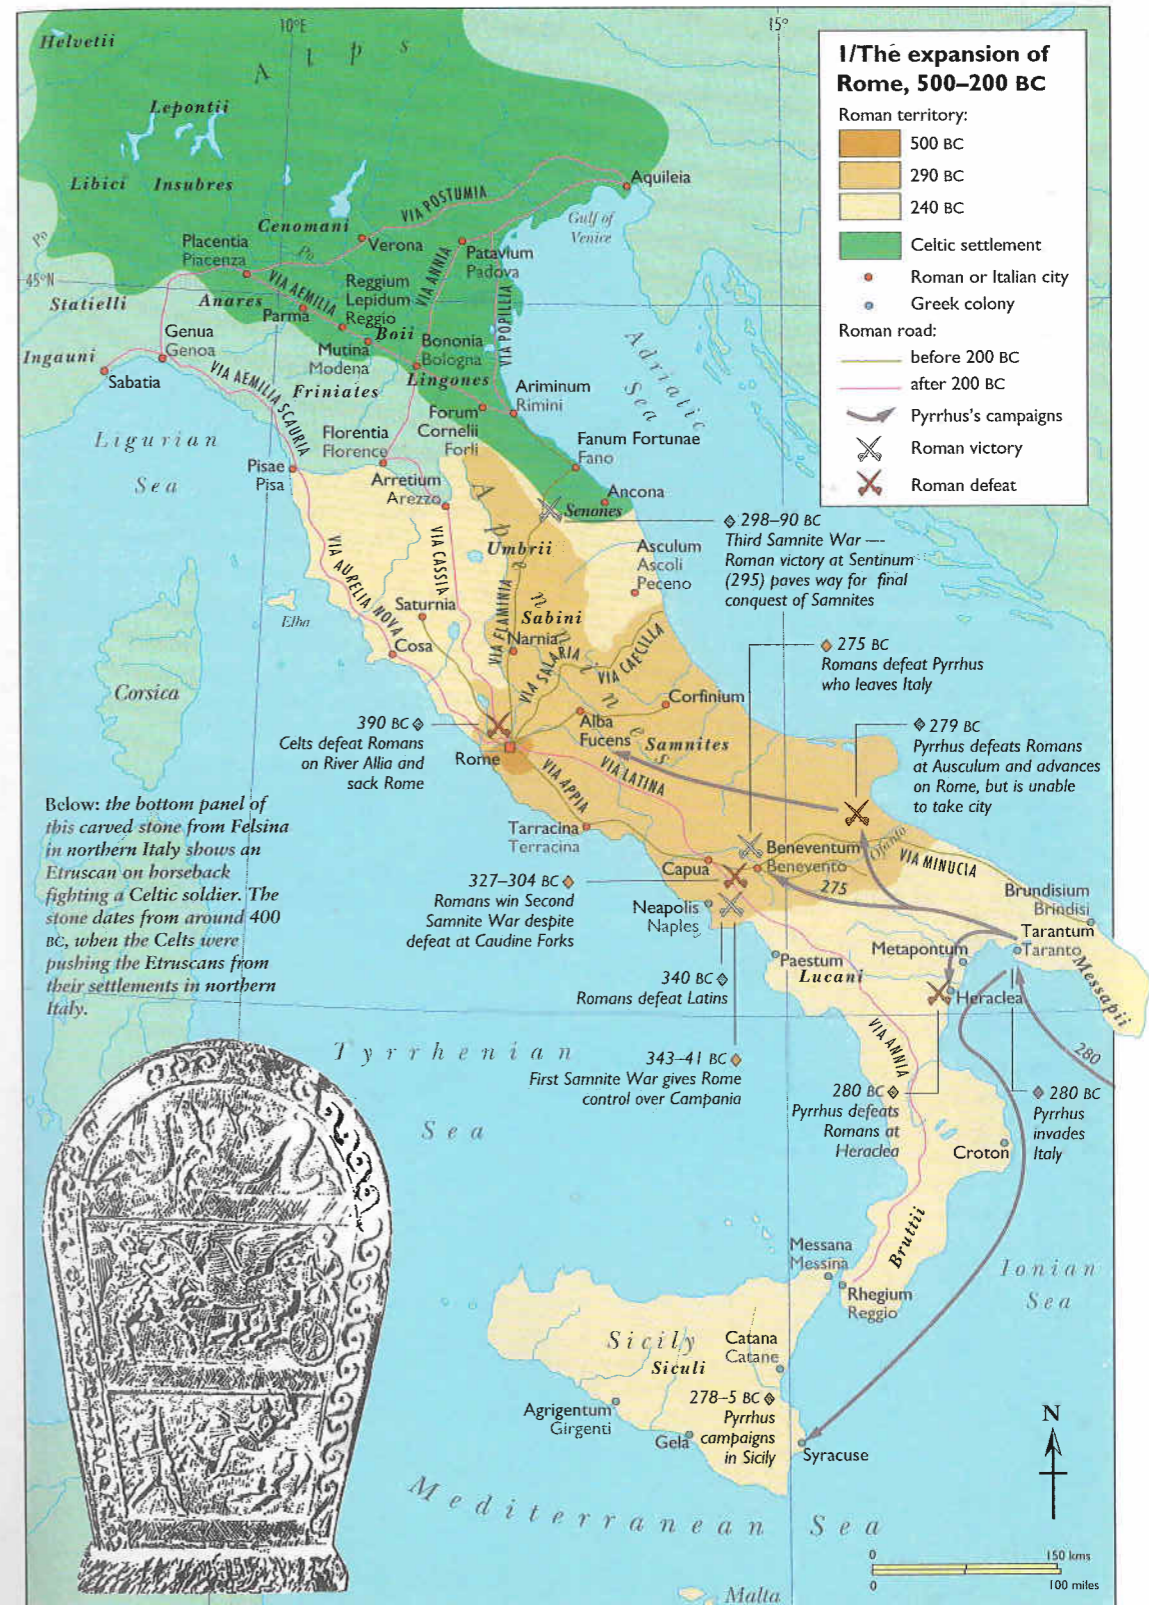 10°E
15°
Helvetii
Alps
Lepontii
Libici
Insubres
Cenomani
VIA POSTUMIA
Aquileia
Gulf of
Venice
Placentia
Piacenza
Po
Po
Verona
Patavium
Padova
45°N
Statielli
Anares
VIA AEMILIA
Parma
Reggium
Lepidum
Reggio
VIA ANNIA
VIA POPILLIA
Boii
Genua
Genoa
Mutina
Modena
Bononia
Bologna
Ingauni
Sabatia
VIA AEMILIA SCAURIA
Friniates
Lingones
Ariminum
Rimini
Adriatic
Sea
Ligurian
Sea
Florentia
Florence
Forum
Cornelii
Forli
Fanum Fortunae
Fano
Pisae
Pisa
Arretium
Arezzo
Ancona
Senones
Apennines
Umbrii
Asculum
Ascoli
Peceno
VIA AURELIA NOVA
VIA CASSIA
VIA FLAMINIA
Elba
Saturnia
Sabini
Narnia
Cosa
VIA SALARIA
VIA CAECILLA
Corsica
Corfinium
Alba
Fucens
Samnites
Rome
VIA APPIA
VIA LATINA
Tarracina
Terracina
Capua
Beneventum
Benevento
Ofanto
VIA MINUCIA
275
Neapolis
Naples
Brundisium
Brindisi
Tarantum
Taranto
Metapontum
Messapii
Paestum
Lucani
Heraclea
VIA ANNIA
280
Tyrrhenian
Sea
Croton
Bruttii
Messana
Messina
Rhegium
Reggio
Ionian
Sea
Sicily
Siculi
Catana
Catane
Agrigentum
Girgenti
Gela
Syracuse
Mediterranean Sea
Malta
1/The expansion of
Rome, 500–200 BC
Roman territory:
500 BC
290 BC
240 BC
Celtic settlement
Roman or Italian city
Greek colony
Roman road:
before 200 BC
after 200 BC
Pyrrhus's campaigns
Roman victory
Roman defeat
298–90 BC
Third Samnite War —
Roman victory at Sentinum
(295) paves way for final
conquest of Samnites
275 BC
Romans defeat Pyrrhus
who leaves Italy
279 BC
Pyrrhus defeats Romans
at Ausculum and advances
on Rome, but is unable
to take city
390 BC
Celts defeat Romans
on River Allia and
sack Rome
327–304 BC
Romans win Second
Samnite War despite
defeat at Caudine Forks
340 BC
Romans defeat Latins
343–41 BC
First Samnite War gives Rome
control over Campania
280 BC
Pyrrhus defeats
Romans at
Heraclea
280 BC
Pyrrhus
invades
Italy
278–5 BC
Pyrrhus
campaigns
in Sicily
Below: the bottom panel of
this carved stone from Felsina
in northern Italy shows an
Etruscan on horseback
fighting a Celtic soldier. The
stone dates from around 400
BC, when the Celts were
pushing the Etruscans from
their settlements in northern
Italy.
N
0 150 kms
0 100 miles